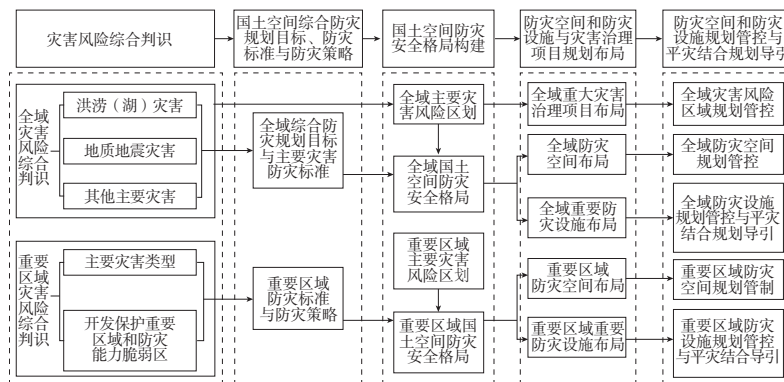 灾害风险综合判识
国土空间综合防灾
规划目标、防灾
标准与防灾策略
国土空间防灾
安全格局构建
防灾空间和防灾
设施与灾害治理
项目规划布局
防灾空间和防灾
设施规划管控与
平灾结合规划导引
全域
灾害
风险
综合
判识
洪涝（湖）灾害
地质地震灾害
其他主要灾害
全域综合防
灾规划目标
与主要灾害
防灾标准
全域主要灾
害风险区划
全域国土空
间防灾安
全格局
全域重大灾害
治理项目布局
全域防灾
空间布局
全域重要防
灾设施布局
全域灾害风险
区域规划管控
全域防灾空间
规划管控
全域防灾设施
规划管控与平灾
结合规划导引
重要
区域
灾害
风险
综合
判识
主要灾害类型
开发保护重要
区域和防灾
能力脆弱区
重要区域
防灾标准
与防灾策略
重要区域
主要灾害
风险区划
重要区域国
土空间防灾
安全格局
重要区域
防灾空间布局
重要区域重要
防灾设施布局
重要区域防灾
空间规划管制
重要区域防灾
设施规划管控
与平灾结合导引